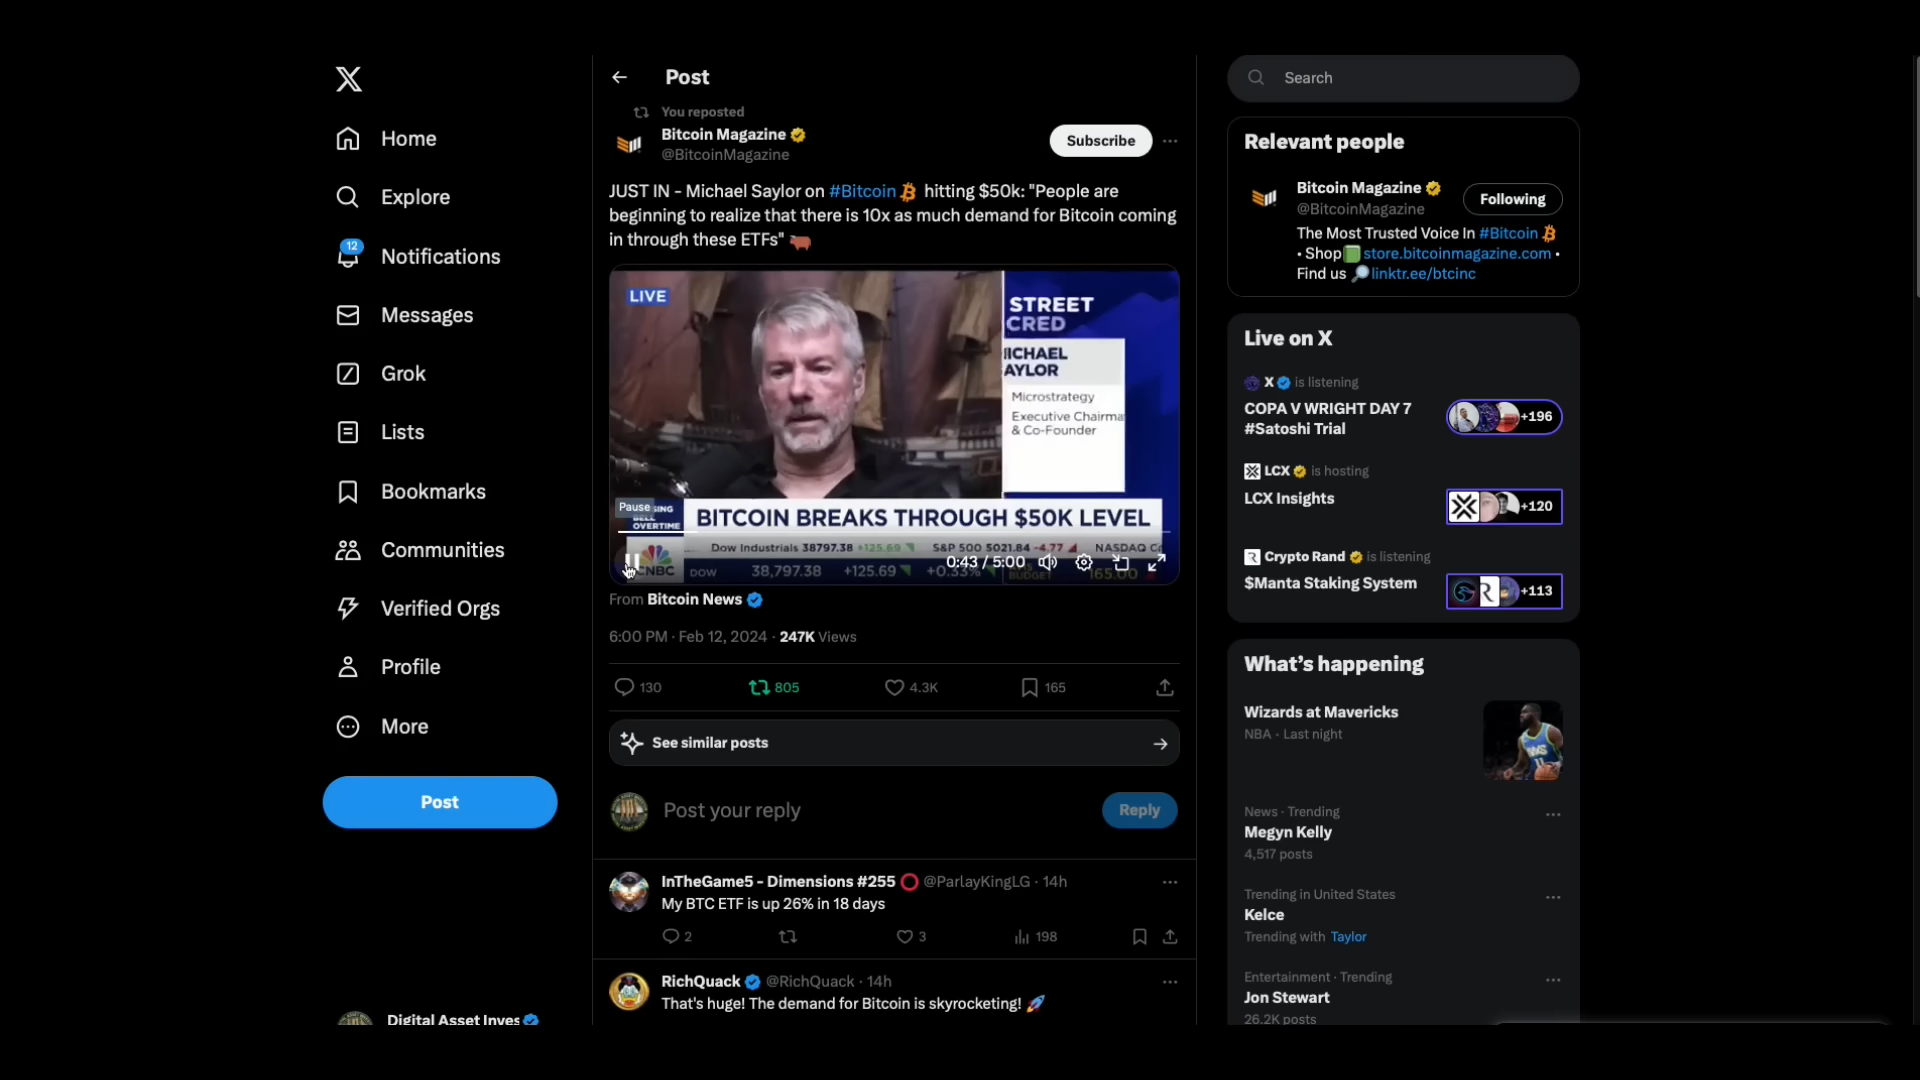 Home
Explore
12
Notifications
Messages
Grok
Lists
Bookmarks
Communities
Verified Orgs
Profile
More
Post
Digital Asset Inves
Post
You reposted
Bitcoin Magazine
@BitcoinMagazine
Subscribe
JUST IN - Michael Saylor on #Bitcoin hitting $50k: "People are
beginning to realize that there is 10x as much demand for Bitcoin coming
in through these ETFs"
LIVE
STREET
CRED
ICHAEL
AYLOR
Microstrategy
Executive Chairma
& Co-Founder
Pause
OVERTIME
BITCOIN BREAKS THROUGH $50K LEVEL
Dow Industrials 38797.38 +125.69 S&P 500 5021.84 -4.77 NASDAQ
CNBC DOW 38,797.38 +125.69 +0.33% 165.00
0:43 / 5:00
From Bitcoin News
6:00 PM · Feb 12, 2024 · 247K Views
130 805 4.3K 165
See similar posts
Post your reply
Reply
InTheGame5 - Dimensions #255 @ParlayKingLG · 14h
My BTC ETF is up 26% in 18 days
2 3 198
RichQuack @RichQuack · 14h
That's huge! The demand for Bitcoin is skyrocketing!
Search
Relevant people
Bitcoin Magazine
@BitcoinMagazine
Following
The Most Trusted Voice In #Bitcoin
• Shop store.bitcoinmagazine.com •
Find us linktr.ee/btcinc
Live on X
X is listening
COPA V WRIGHT DAY 7
#Satoshi Trial
+196
LCX is hosting
LCX Insights
+120
Crypto Rand is listening
$Manta Staking System
+113
What's happening
Wizards at Mavericks
NBA · Last night
News · Trending
Megyn Kelly
4,517 posts
Trending in United States
Kelce
Trending with Taylor
Entertainment · Trending
Jon Stewart
26.2K posts